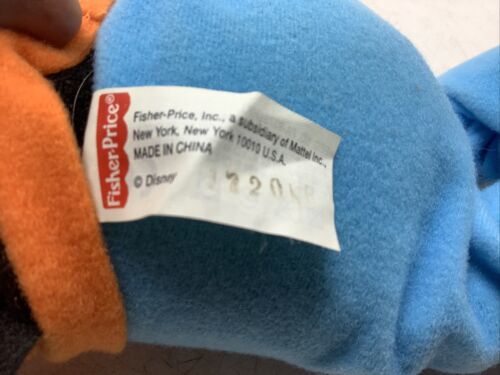 Fisher-Price®
Fisher-Price, Inc., a subsidiary of Mattel Inc.,
New York, New York 10010 U.S.A.
MADE IN CHINA
© Disney